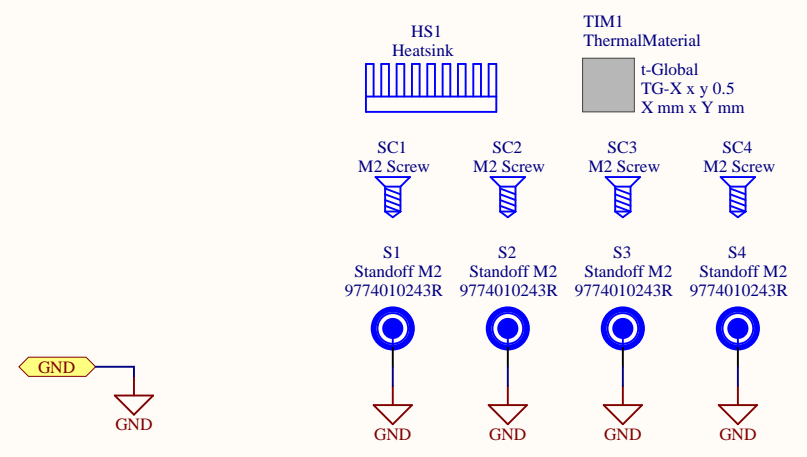 HS1
Heatsink
TIM1
ThermalMaterial
t-Global
TG-X x y 0.5
X mm x Y mm
SC1
M2 Screw
SC2
M2 Screw
SC3
M2 Screw
SC4
M2 Screw
S1
Standoff M2
9774010243R
S2
Standoff M2
9774010243R
S3
Standoff M2
9774010243R
S4
Standoff M2
9774010243R
GND
GND
GND
GND
GND
GND